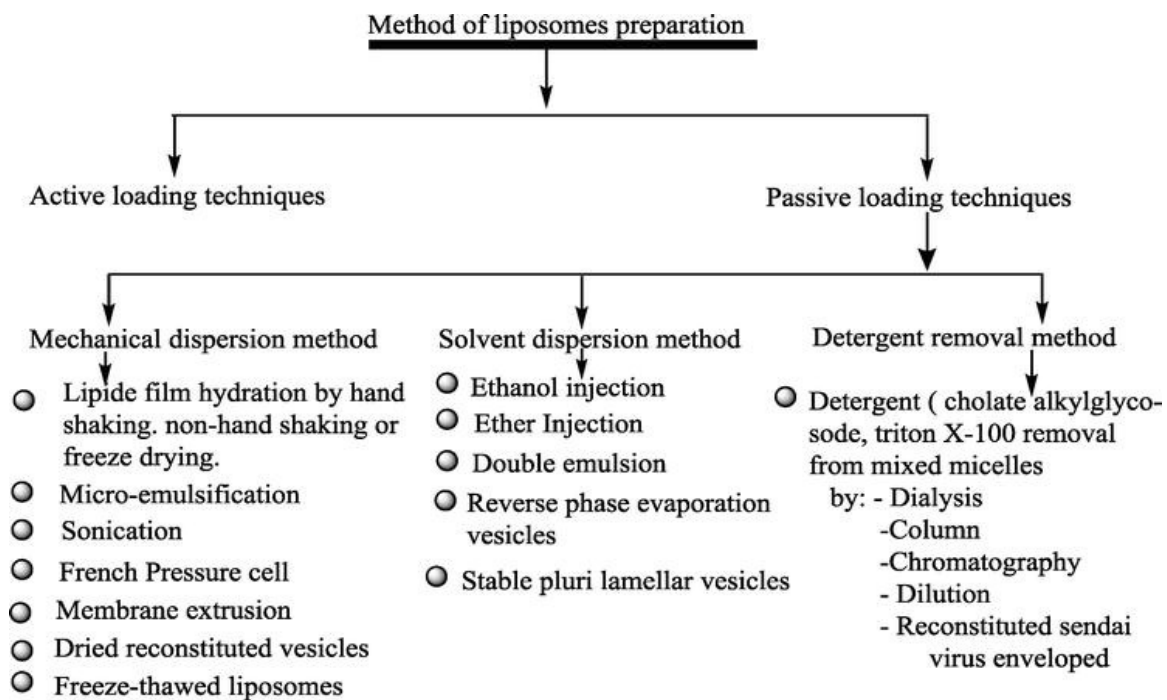 Method of liposomes preparation
Active loading techniques
Passive loading techniques
Mechanical dispersion method
Lipide film hydration by hand
shaking. non-hand shaking or
freeze drying.
Micro-emulsification
Sonication
French Pressure cell
Membrane extrusion
Dried reconstituted vesicles
Freeze-thawed liposomes
Solvent dispersion method
Ethanol injection
Ether Injection
Double emulsion
Reverse phase evaporation
vesicles
Stable pluri lamellar vesicles
Detergent removal method
Detergent ( cholate alkylglyco-
sode, triton X-100 removal
from mixed micelles
by: - Dialysis
-Column
-Chromatography
- Dilution
- Reconstituted sendai
virus enveloped